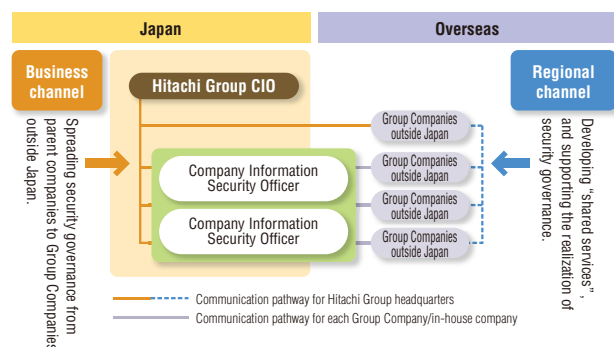 Japan
Overseas
Business
channel
Spreading security governance from
parent companies to Group Companies
outside Japan.
Hitachi Group CIO
Company Information
Security Officer
Company Information
Security Officer
Group Companies
outside Japan
Group Companies
outside Japan
Group Companies
outside Japan
Group Companies
outside Japan
Regional
channel
Developing “shared services”,
and supporting the realization of
security governance.
Communication pathway for Hitachi Group headquarters
Communication pathway for each Group Company/in-house company